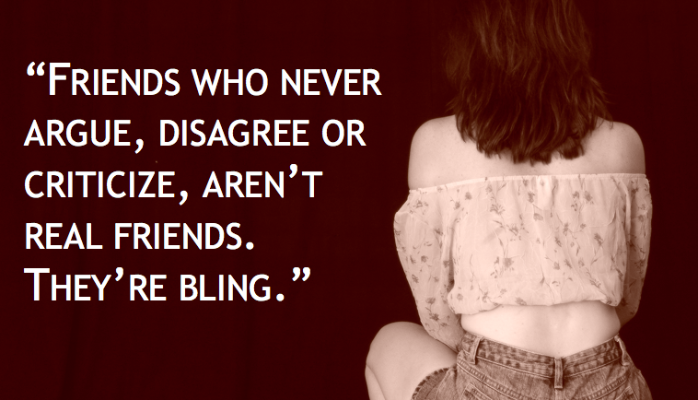 “Friends who never
argue, disagree or
criticize, aren’t
real friends.
They’re bling.”